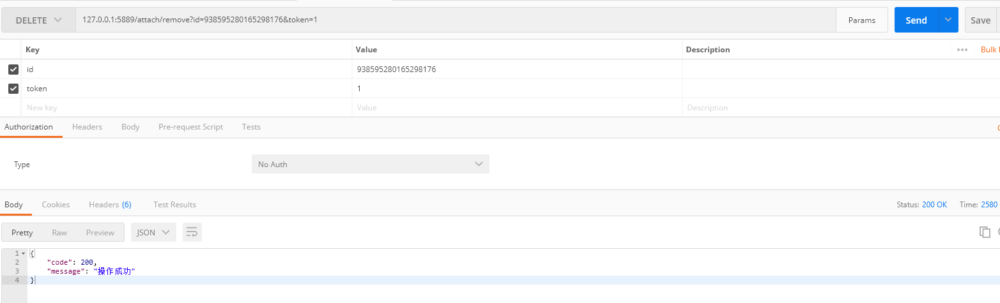 DELETE 127.0.0.1:5889/attach/remove?id=938595280165298176&token=1 Params Send Save
Key Value Description Bulk
id 938595280165298176
token 1
New key Value Description
Authorization Headers Body Pre-request Script Tests
Type No Auth
Body Cookies Headers (6) Test Results Status: 200 OK Time: 2580
Pretty Raw Preview JSON
1 {
2 "code": 200,
3 "message": "操作成功"
4 }